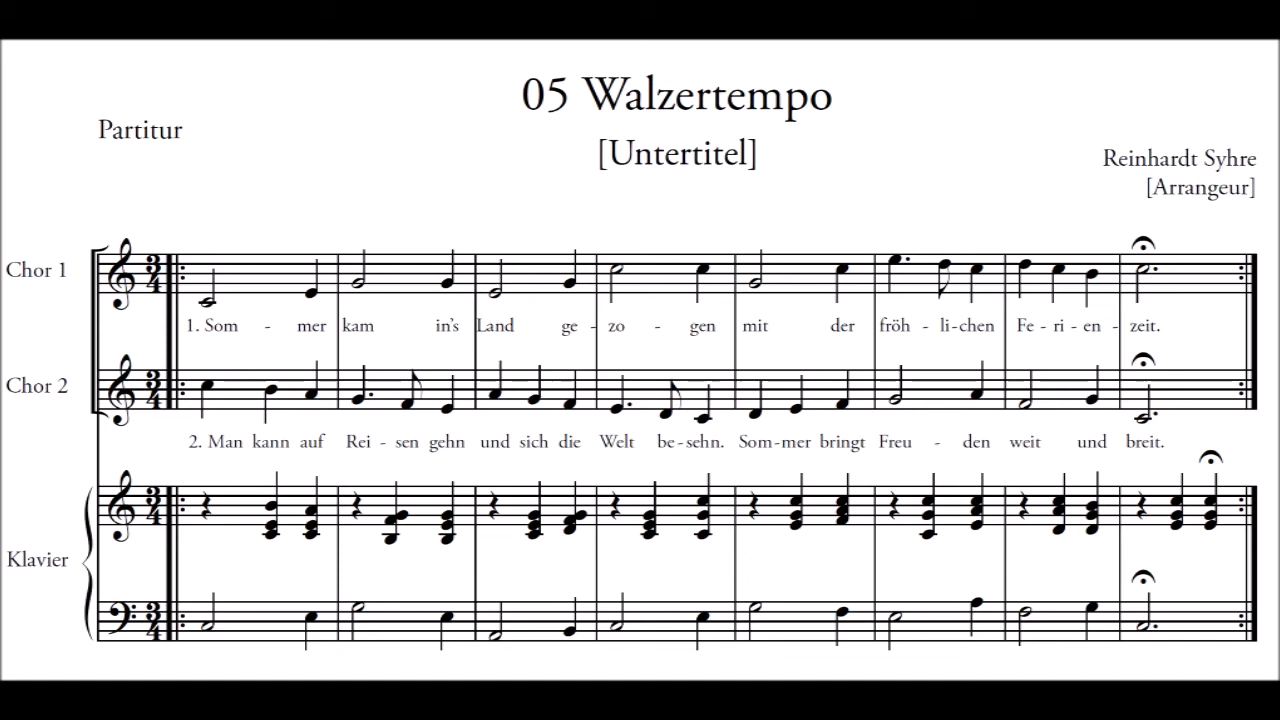 05 Walzertempo
Partitur
[Untertitel]
Reinhardt Syhre
[Arrangeur]
Chor 1
1. Som - mer kam in's Land ge - zo - gen mit der fröh - li-chen Fe - ri - en - zeit.
Chor 2
2. Man kann auf Rei - sen gehn und sich die Welt be-sehn. Som-mer bringt Freu - den weit und breit.
Klavier